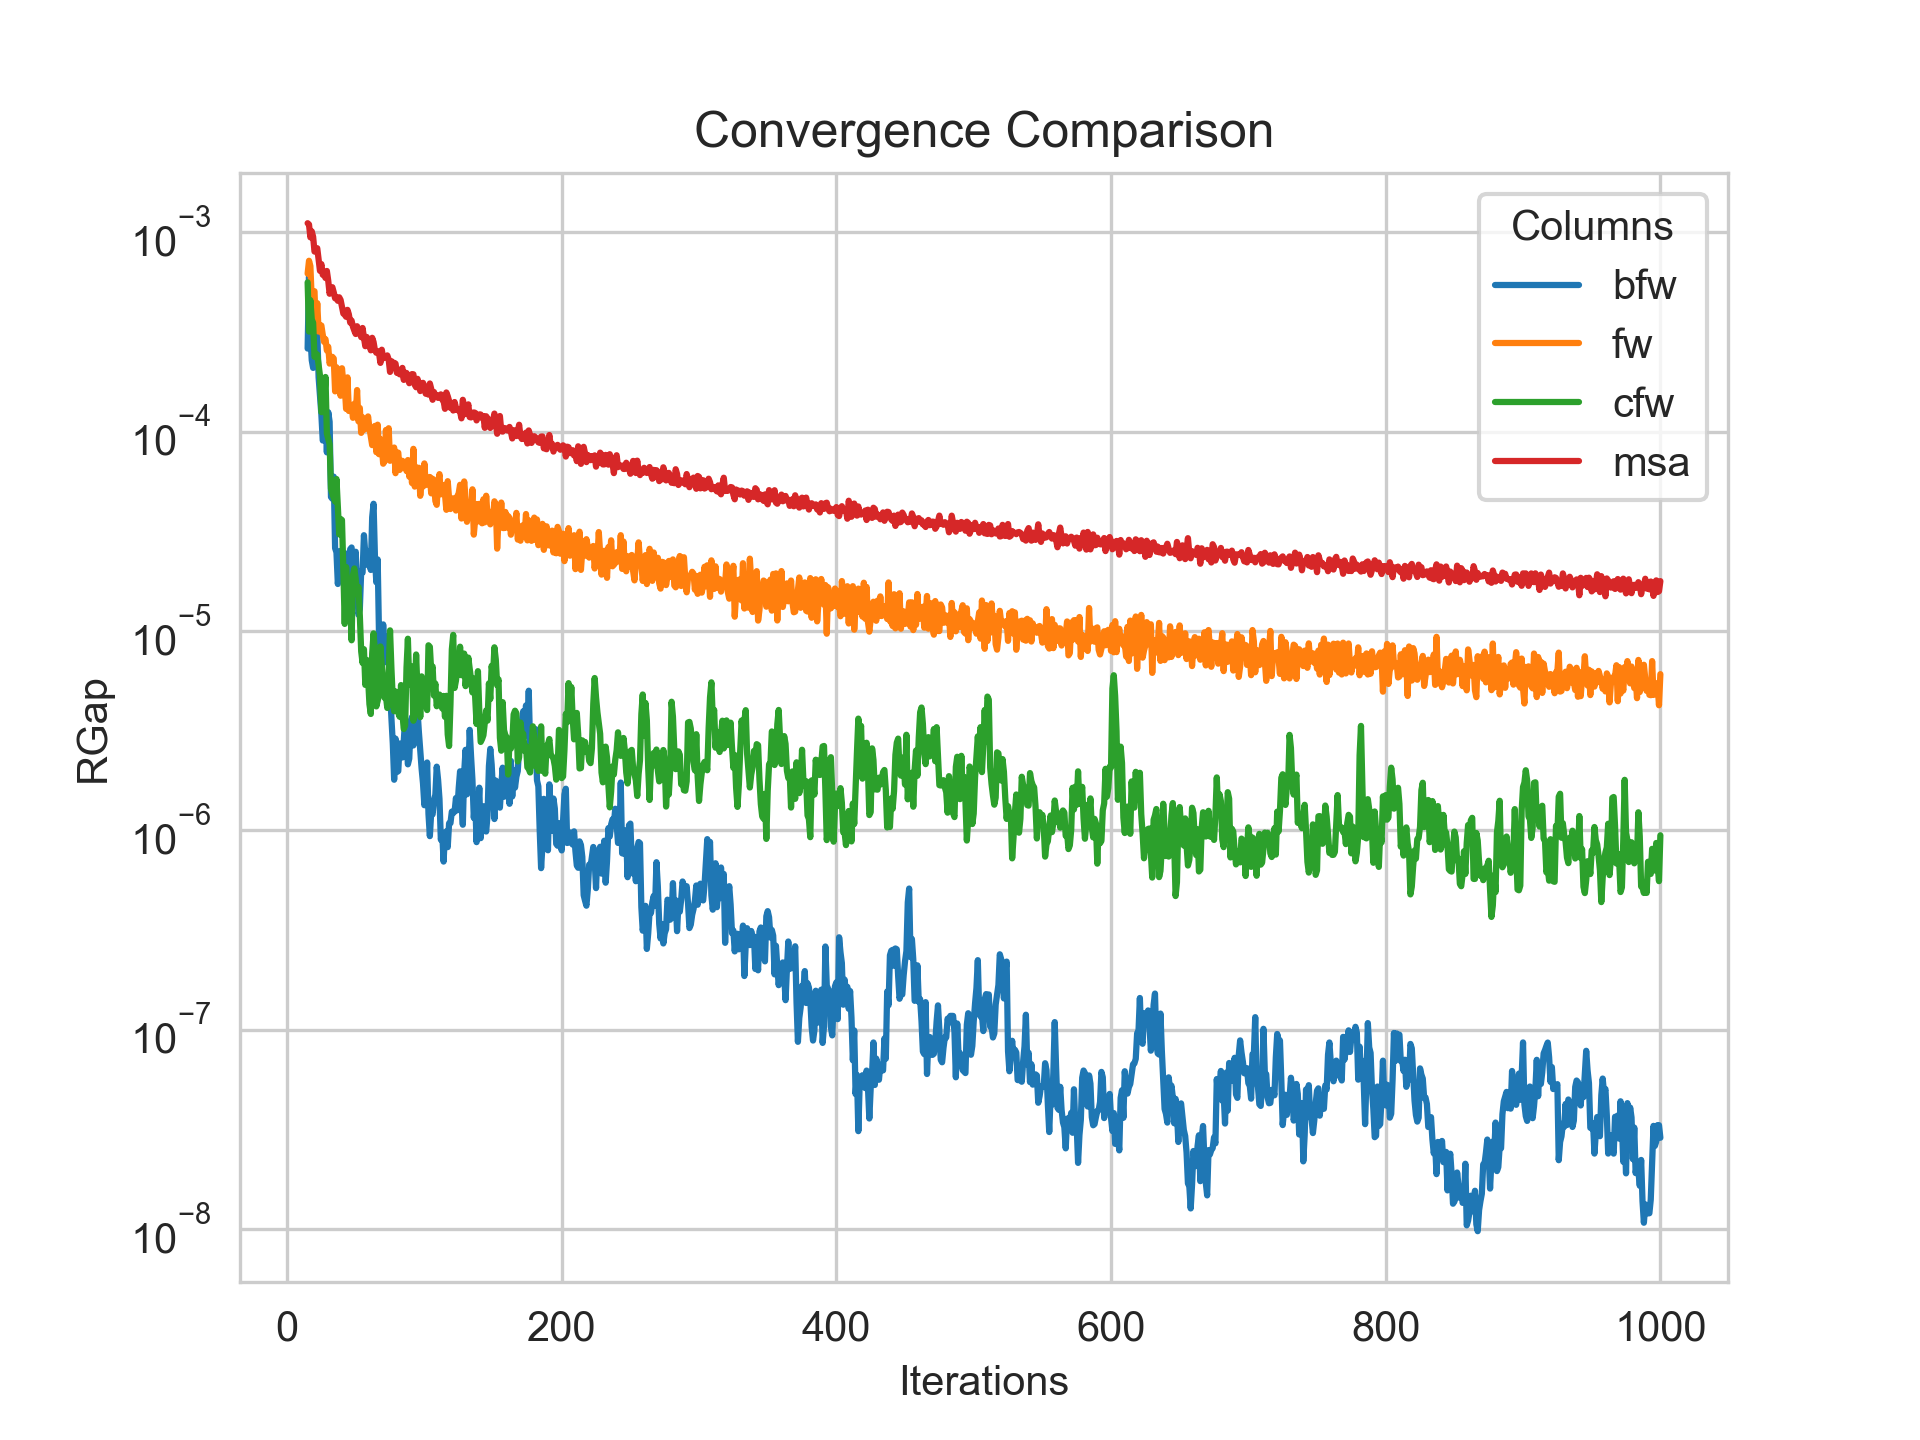 Convergence Comparison
10⁻³
10⁻⁴
10⁻⁵
10⁻⁶
10⁻⁷
10⁻⁸
RGap
Columns
bfw
fw
cfw
msa
0 200 400 600 800 1000
Iterations